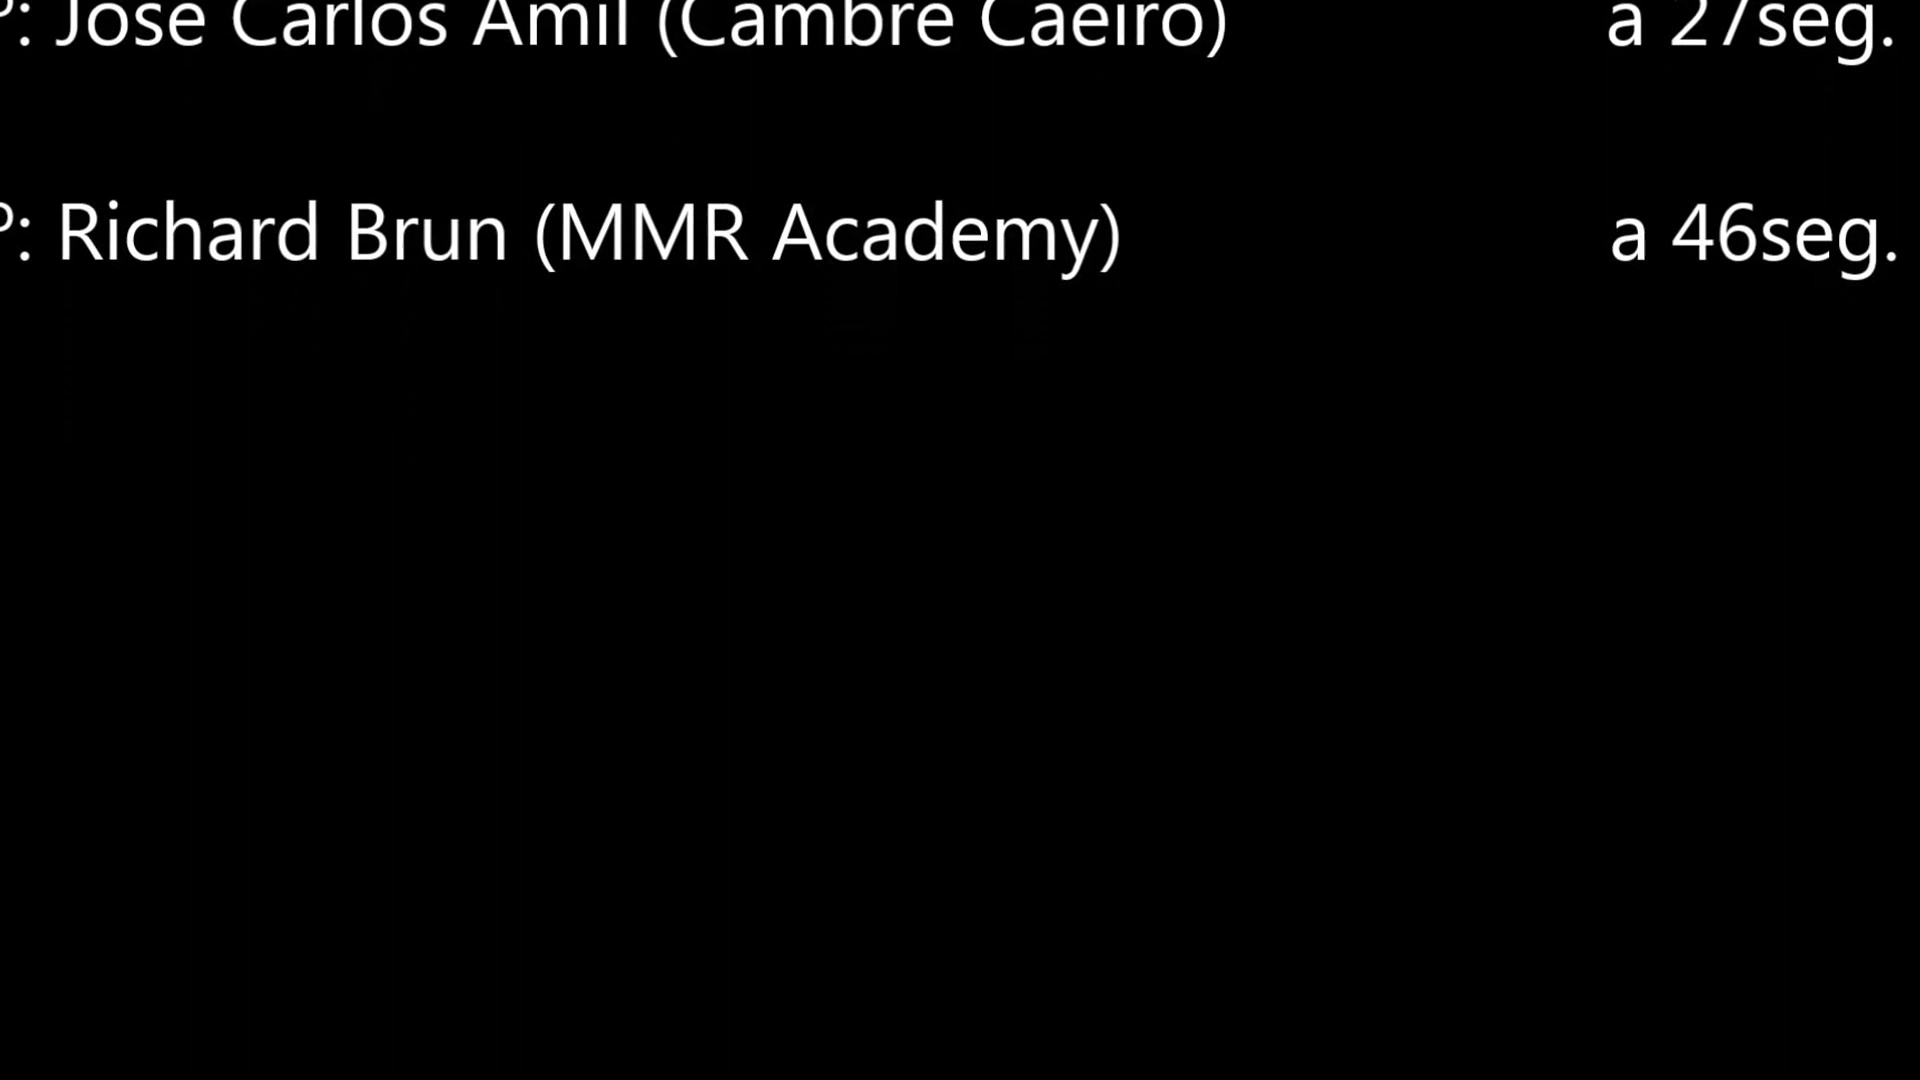 º: Jose Carlos Amil (Cambre Caeiro) a 27seg.
º: Richard Brun (MMR Academy) a 46seg.